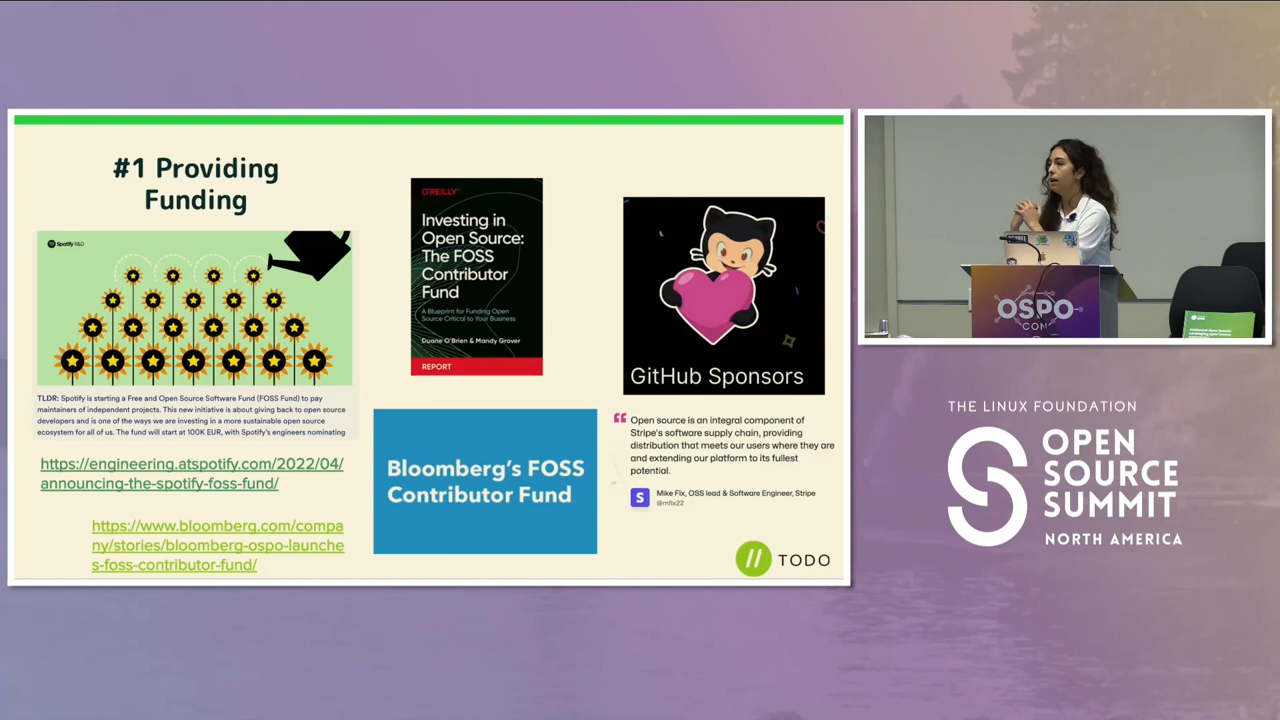 #1 Providing
Funding
Spotify R&D
TLDR: Spotify is starting a Free and Open Source Software Fund (FOSS Fund) to pay
maintainers of independent projects. This new initiative is about giving back to open source
developers and is one of the ways we are investing in a more sustainable open source
ecosystem for all of us. The fund will start at 100K EUR, with Spotify's engineers nominating
https://engineering.atspotify.com/2022/04/
announcing-the-spotify-foss-fund/
https://www.bloomberg.com/compa
ny/stories/bloomberg-ospo-launche
s-foss-contributor-fund/
O'REILLY
Investing in
Open Source:
The FOSS
Contributor
Fund
A Blueprint for Funding Open
Source Critical to Your Business
Duane O'Brien & Mandy Grover
REPORT
Bloomberg's FOSS
Contributor Fund
GitHub Sponsors
Open source is an integral component of
Stripe's software supply chain, providing
distribution that meets our users where they are
and extending our platform to its fullest
potential.
S
Mike Fix, OSS lead & Software Engineer, Stripe
@mfix22
// TODO
OSPO
CON
THE LINUX FOUNDATION
OPEN
SOURCE
SUMMIT
NORTH AMERICA